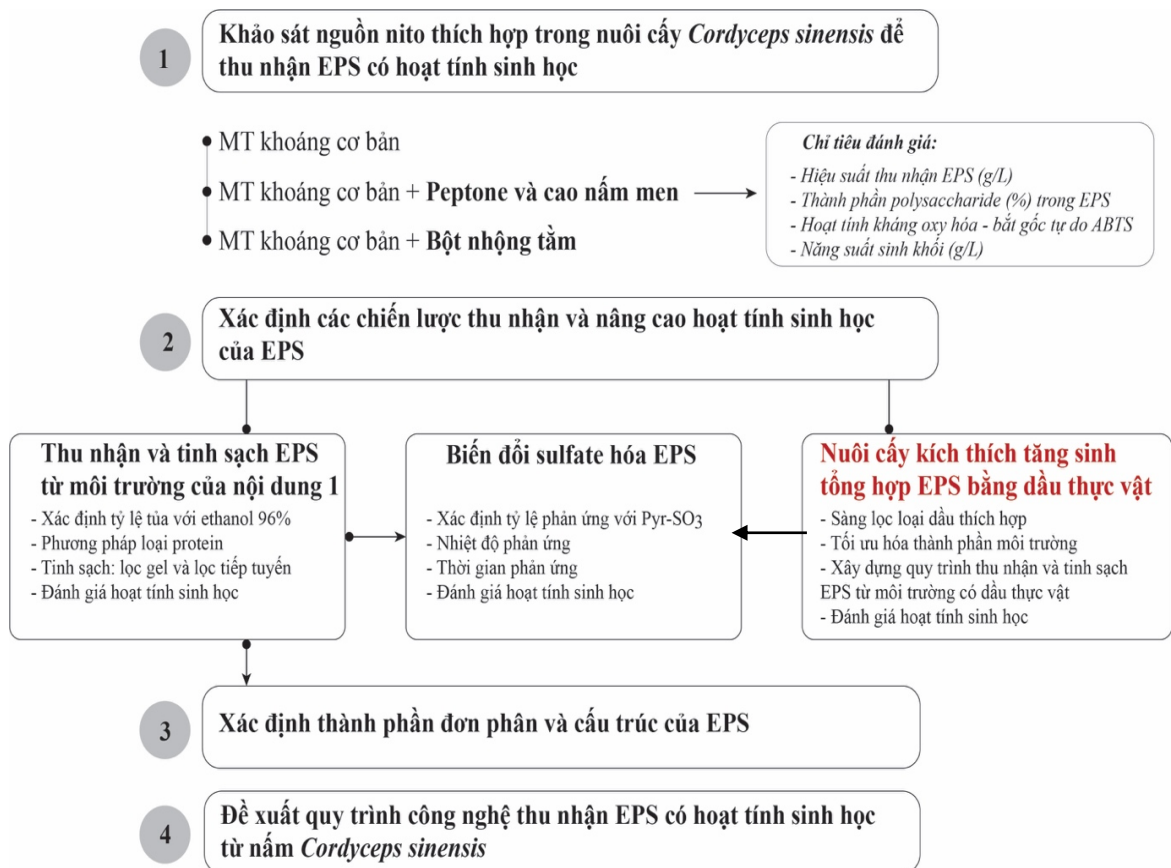 1
Khảo sát nguồn nito thích hợp trong nuôi cấy Cordyceps sinensis để
thu nhận EPS có hoạt tính sinh học
MT khoáng cơ bản
MT khoáng cơ bản + Peptone và cao nấm men
MT khoáng cơ bản + Bột nhộng tằm
Chỉ tiêu đánh giá:
- Hiệu suất thu nhận EPS (g/L)
- Thành phần polysaccharide (%) trong EPS
- Hoạt tính kháng oxy hóa - bắt gốc tự do ABTS
- Năng suất sinh khối (g/L)
2
Xác định các chiến lược thu nhận và nâng cao hoạt tính sinh học
của EPS
Thu nhận và tinh sạch EPS
từ môi trường của nội dung 1
- Xác định tỷ lệ tủa với ethanol 96%
- Phương pháp loại protein
- Tinh sạch: lọc gel và lọc tiếp tuyến
- Đánh giá hoạt tính sinh học
Biến đổi sulfate hóa EPS
- Xác định tỷ lệ phản ứng với Pyr-SO3
- Nhiệt độ phản ứng
- Thời gian phản ứng
- Đánh giá hoạt tính sinh học
Nuôi cấy kích thích tăng sinh
tổng hợp EPS bằng dầu thực vật
- Sàng lọc loại dầu thích hợp
- Tối ưu hóa thành phần môi trường
- Xây dựng quy trình thu nhận và tinh sạch
EPS từ môi trường có dầu thực vật
- Đánh giá hoạt tính sinh học
3
Xác định thành phần đơn phân và cấu trúc của EPS
4
Đề xuất quy trình công nghệ thu nhận EPS có hoạt tính sinh học
từ nấm Cordyceps sinensis